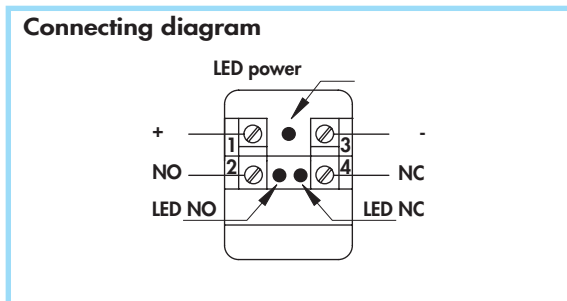 Connecting diagram
LED power
+ 1 3 -
NO 2 4 NC
LED NO LED NC